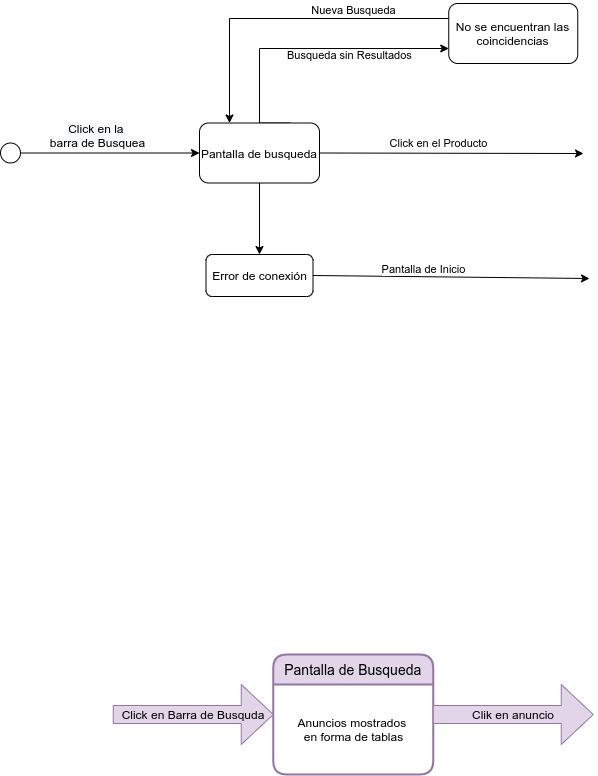 Nueva Busqueda
No se encuentran las
coincidencias
Busqueda sin Resultados
Click en la
barra de Busquea
Pantalla de busqueda
Click en el Producto
Error de conexión
Pantalla de Inicio
Pantalla de Busqueda
Click en Barra de Busquda
Anuncios mostrados
en forma de tablas
Clik en anuncio